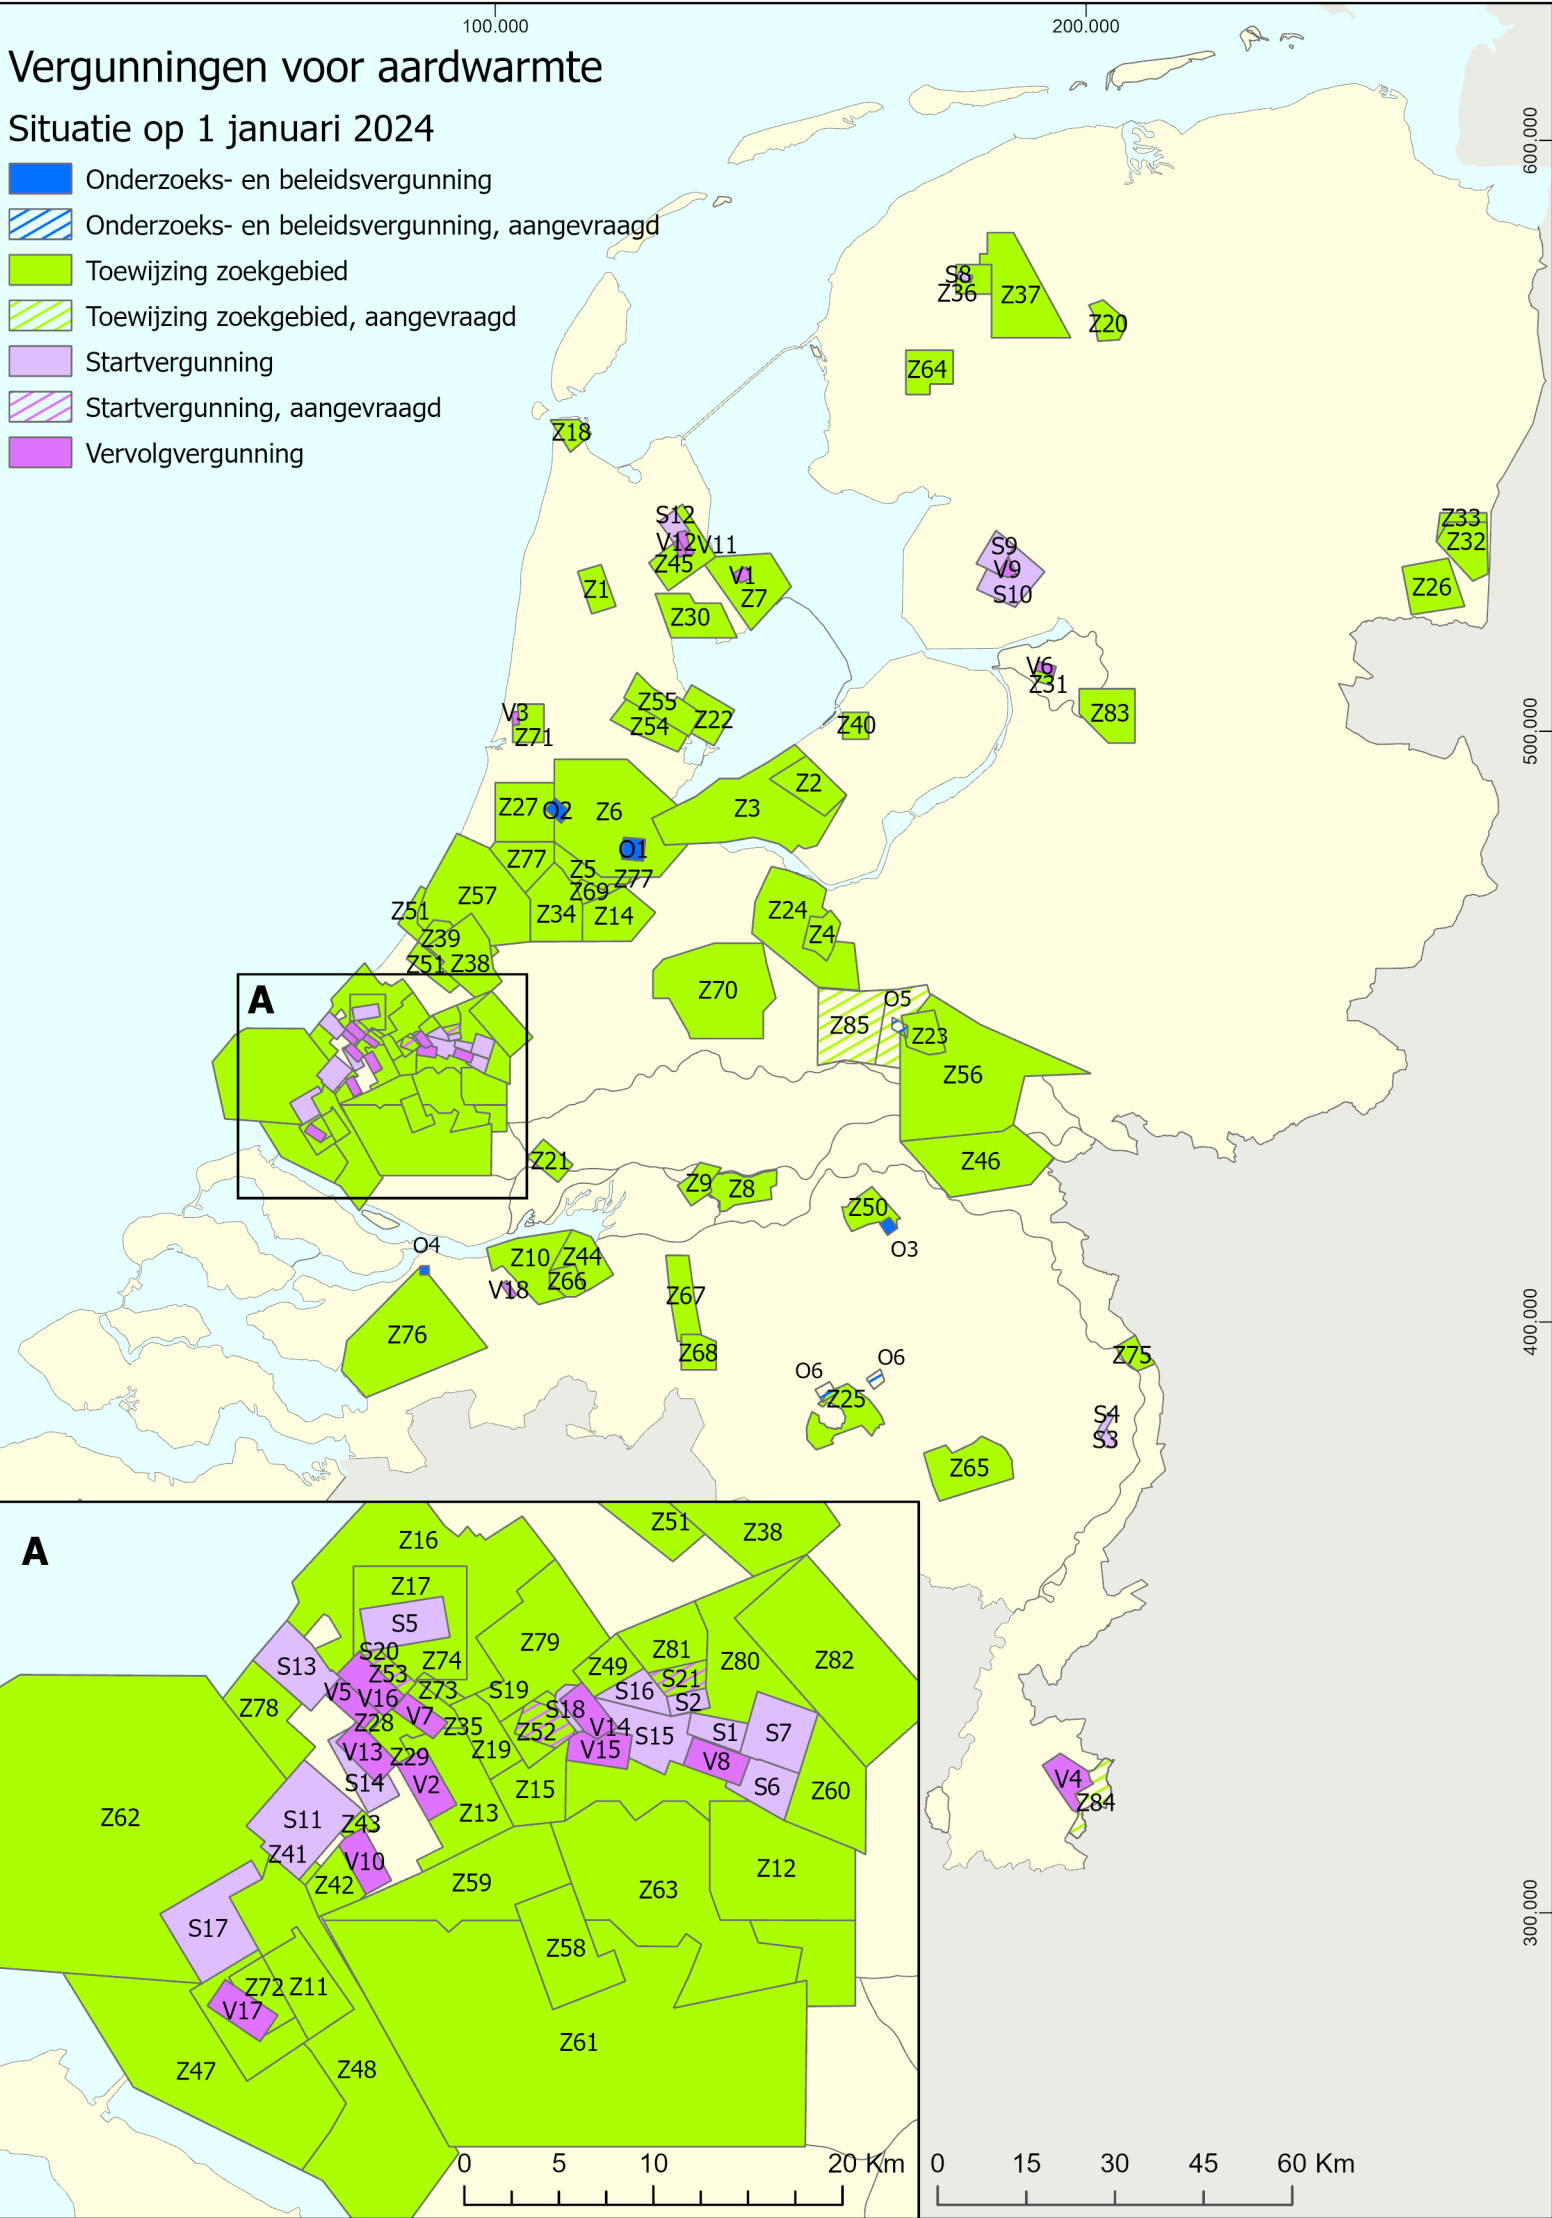 100.000
200.000
Vergunningen voor aardwarmte
Situatie op 1 januari 2024
Onderzoeks- en beleidsvergunning
Onderzoeks- en beleidsvergunning, aangevraagd
Toewijzing zoekgebied
Toewijzing zoekgebied, aangevraagd
Startvergunning
Startvergunning, aangevraagd
Vervolgvergunning
600.000
S8
Z36
Z37
Z20
Z64
Z18
S12
V12
V11
Z45
Z1
V1
Z7
Z30
S9
V9
S10
Z33
Z32
Z26
V6
Z31
Z83
500.000
Z55
Z54
Z22
V3
Z71
Z40
Z27
O2
Z6
Z3
Z2
O1
Z77
Z5
Z77
Z69
Z57
Z34
Z14
Z51
Z39
Z51
Z38
Z24
Z4
A
Z70
Z85
O5
Z23
Z56
Z46
Z21
Z9
Z8
Z50
O3
O4
Z10
Z44
Z66
V18
Z76
Z67
Z68
400.000
Z75
O6
O6
Z25
S4
S3
Z65
A
Z16
Z51
Z38
Z17
S5
S20
Z53
Z74
Z79
Z81
Z80
Z82
S13
V5
V16
Z73
S19
Z49
S21
S16
S2
Z78
V7
Z28
Z35
S18
Z52
V14
S15
S1
S7
V13
Z29
Z19
V15
V8
S14
V2
Z15
S6
Z60
Z62
S11
Z43
Z13
Z41
V10
Z42
Z59
Z63
Z12
S17
Z58
Z72
Z11
V17
Z61
Z47
Z48
V4
Z84
300.000
0 5 10 20 Km
0 15 30 45 60 Km